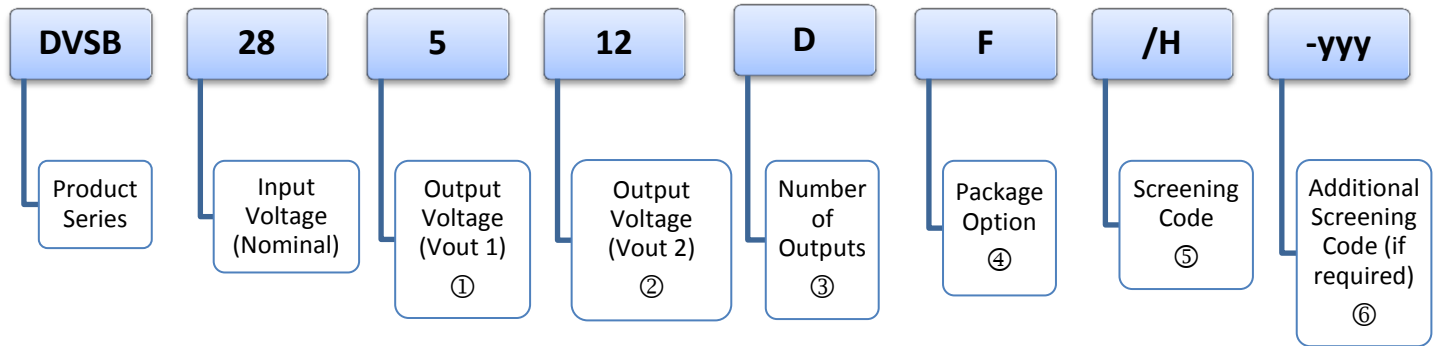 DVSB
28
5
12
D
F
/H
-yyy
Product
Series
Input
Voltage
(Nominal)
Output
Voltage
(Vout 1)
①
Output
Voltage
(Vout 2)
②
Number
of
Outputs
③
Package
Option
④
Screening
Code
⑤
Additional
Screening
Code (if
required)
⑥